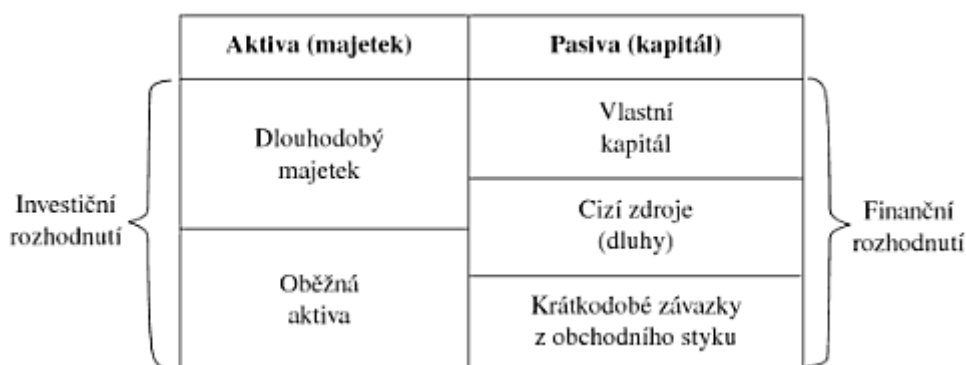 Aktiva (majetek)
Pasiva (kapitál)
Investiční
rozhodnutí
Dlouhodobý
majetek
Oběžná
aktiva
Vlastní
kapitál
Cizí zdroje
(dluhy)
Krátkodobé závazky
z obchodního styku
Finanční
rozhodnutí